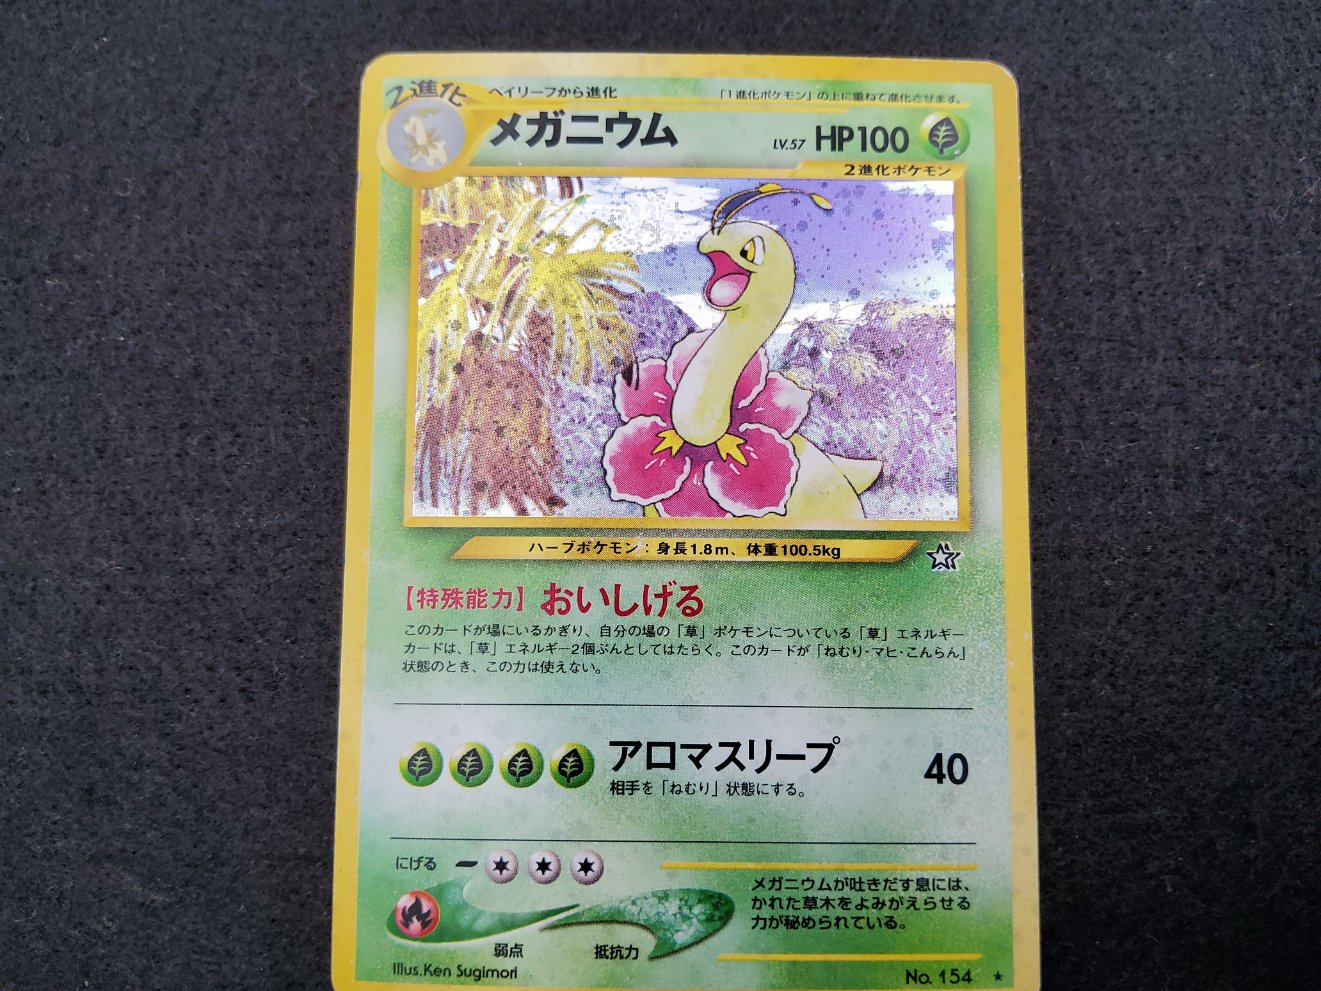 2進化
ベイリーフから進化
「1進化ポケモン」の上に重ねて進化させます。
メガニウム
LV.57 HP100
2進化ポケモン
ハーブポケモン：身長1.8m、体重100.5kg
【特殊能力】おいしげる
このカードが場にいるかぎり、自分の場の「草」ポケモンについている「草」エネルギー
カードは、「草」エネルギー2個ぶんとしてはたらく。このカードが「ねむり・マヒ・こんらん」
状態のとき、この力は使えない。
アロマスリープ 40
相手を「ねむり」状態にする。
にげる
メガニウムが吐きだす息には、
かれた草木をよみがえらせる
力が秘められている。
弱点
抵抗力
Illus.Ken Sugimori
No. 154 ★